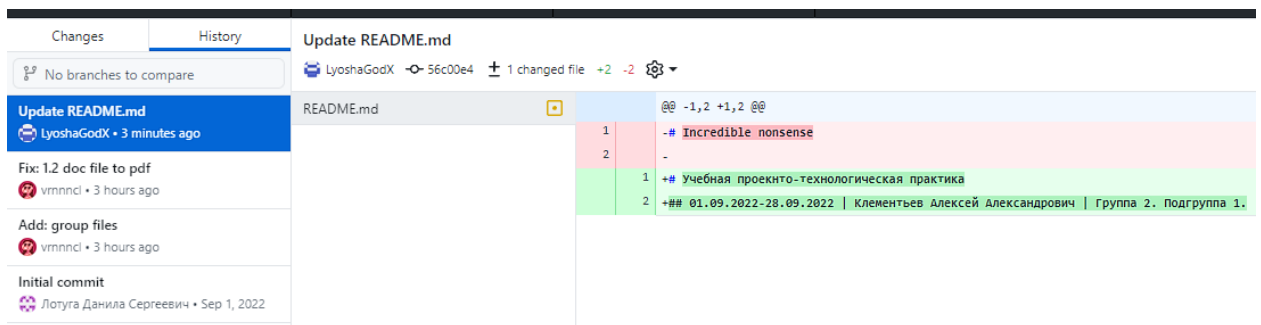 Changes History
No branches to compare
Update README.md
LyoshaGodX • 3 minutes ago
Fix: 1.2 doc file to pdf
vrnnncl • 3 hours ago
Add: group files
vrnnncl • 3 hours ago
Initial commit
Лотуга Данила Сергеевич • Sep 1, 2022
Update README.md
LyoshaGodX 56c00e4 1 changed file +2 -2
README.md
@@ -1,2 +1,2 @@
1 -# Incredible nonsense
2 -
1 +# Учебная проекнто-технологическая практика
2 +## 01.09.2022-28.09.2022 | Клементьев Алексей Александрович | Группа 2. Подгруппа 1.